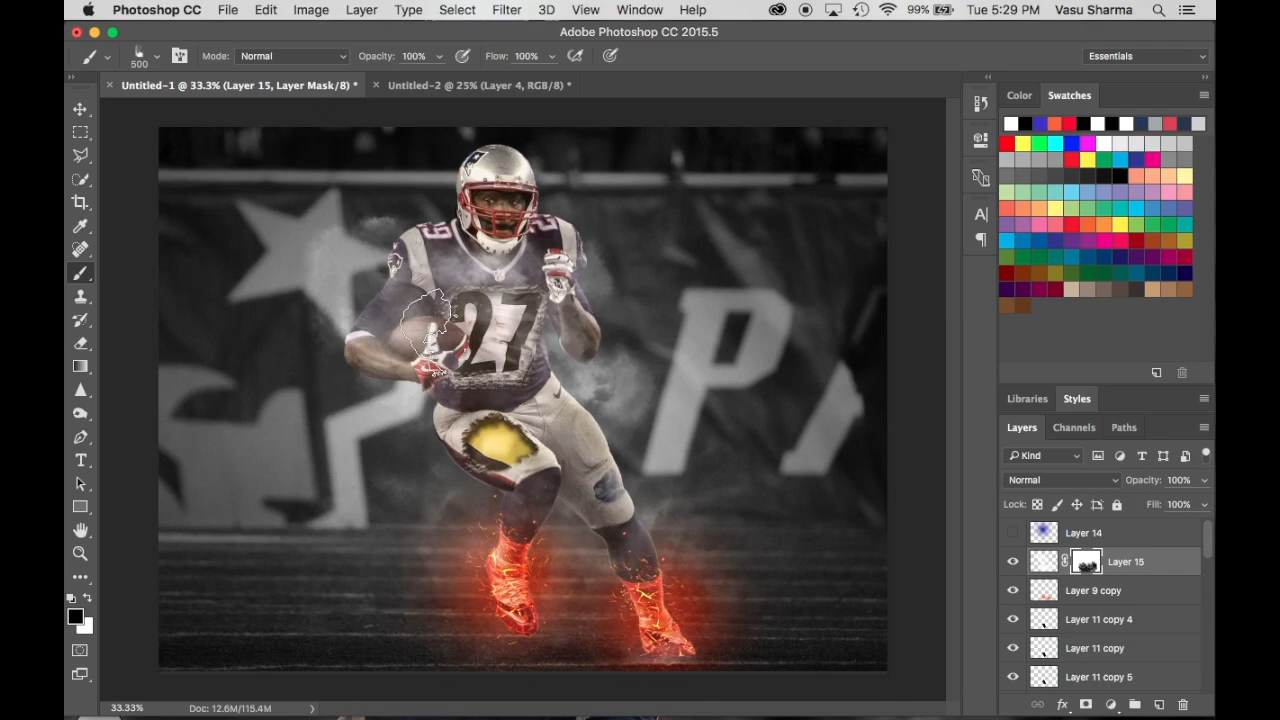 Photoshop CC File Edit Image Layer Type Select Filter 3D View Window Help 99% Tue 5:29 PM Vasu Sharma
Adobe Photoshop CC 2015.5
500 Mode: Normal Opacity: 100% Flow: 100% Essentials
Untitled-1 @ 33.3% (Layer 15, Layer Mask/8) * Untitled-2 @ 25% (Layer 4, RGB/8) *
Color Swatches
29
27
P
Libraries Styles
Layers Channels Paths
Kind
Normal Opacity: 100%
Lock: Fill: 100%
Layer 14
Layer 15
Layer 9 copy
Layer 11 copy 4
Layer 11 copy
Layer 11 copy 5
fx
33.33% Doc: 12.6M/115.4M